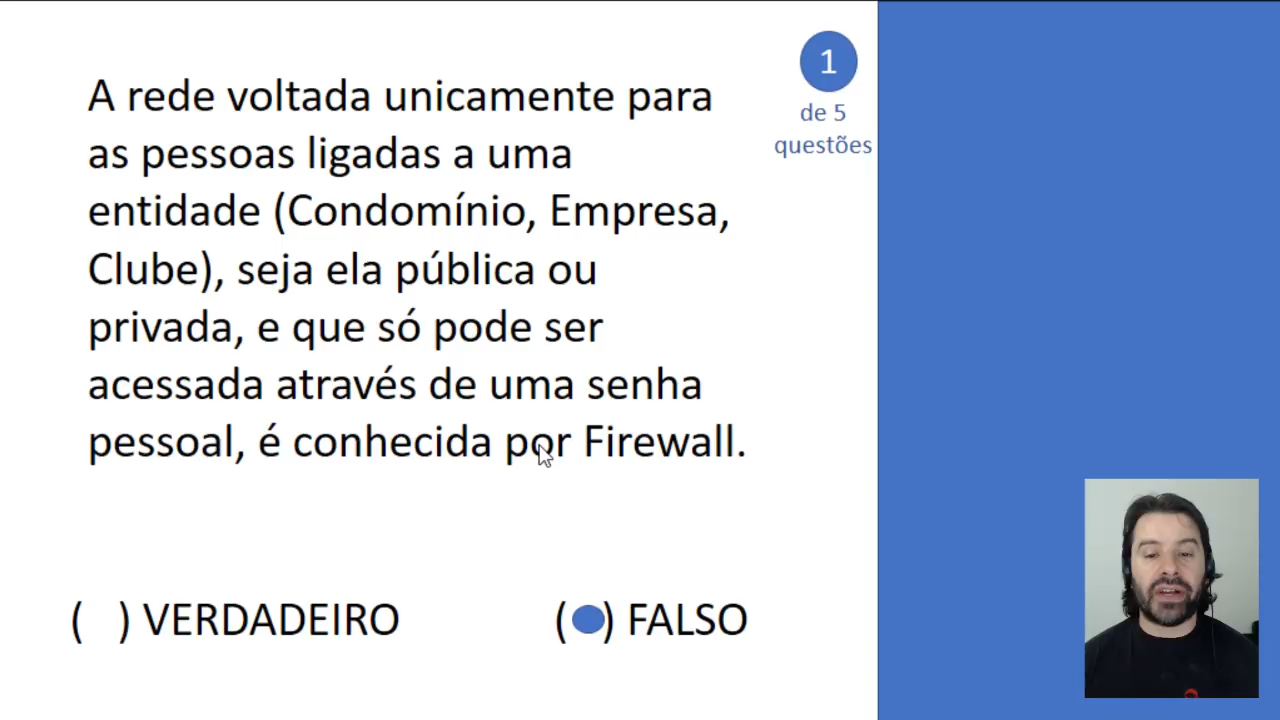 A rede voltada unicamente para
as pessoas ligadas a uma
entidade (Condomínio, Empresa,
Clube), seja ela pública ou
privada, e que só pode ser
acessada através de uma senha
pessoal, é conhecida por Firewall.
1
de 5
questões
( ) VERDADEIRO
( ) FALSO